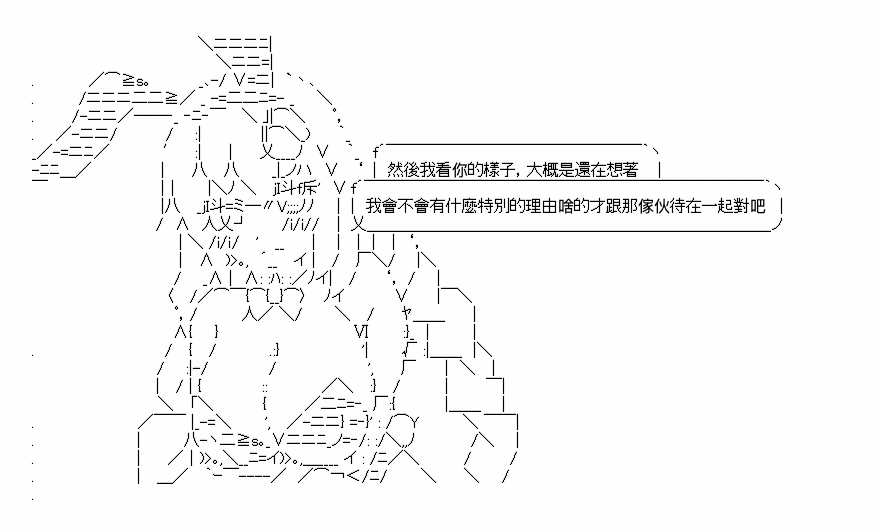 然後我看你的樣子，大概是還在想著
我會不會有什麼特別的理由啥的才跟那傢伙待在一起對吧